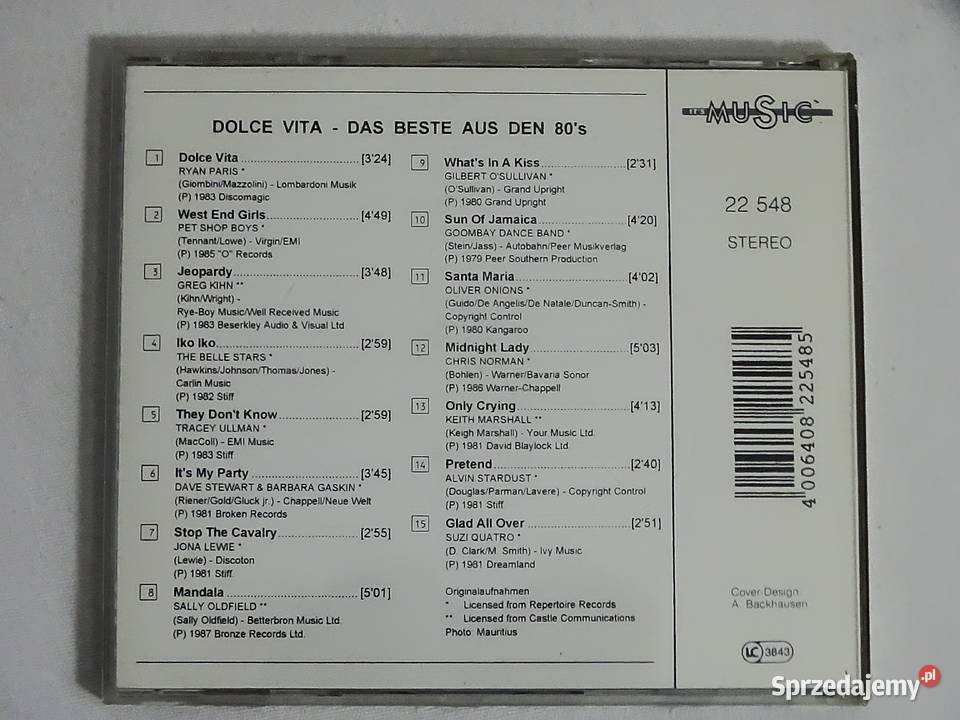 DOLCE VITA - DAS BESTE AUS DEN 80's
1 Dolce Vita [3'24]
RYAN PARIS *
(Giombini/Mazzolini) - Lombardoni Musik
(P) 1983 Discomagic
2 West End Girls [4'49]
PET SHOP BOYS *
(Tennant/Lowe) - Virgin/EMI
(P) 1985 "O" Records
3 Jeopardy [3'48]
GREG KIHN **
(Kihn/Wright) -
Rye-Boy Music/Well Received Music
(P) 1983 Beserkley Audio & Visual Ltd
4 Iko Iko [2'59]
THE BELLE STARS *
(Hawkins/Johnson/Thomas/Jones) -
Carlin Music
(P) 1982 Stiff
5 They Don't Know [2'59]
TRACEY ULLMAN *
(MacColl) - EMI Music
(P) 1983 Stiff
6 It's My Party [3'45]
DAVE STEWART & BARBARA GASKIN *
(Riener/Gold/Gluck jr.) - Chappell/Neue Welt
(P) 1981 Broken Records
7 Stop The Cavalry [2'55]
JONA LEWIE *
(Lewie) - Discoton
(P) 1981 Stiff
8 Mandala [5'01]
SALLY OLDFIELD **
(Sally Oldfield) - Betterbron Music Ltd.
(P) 1987 Bronze Records Ltd.
9 What's In A Kiss [2'31]
GILBERT O'SULLIVAN *
(O'Sullivan) - Grand Upright
(P) 1980 Grand Upright
10 Sun Of Jamaica [4'20]
GOOMBAY DANCE BAND *
(Stein/Jass) - Autobahn/Peer Musikverlag
(P) 1979 Peer Southern Production
11 Santa Maria [4'02]
OLIVER ONIONS *
(Guido/De Angelis/De Natale/Duncan-Smith) -
Copyright Control
(P) 1980 Kangaroo
12 Midnight Lady [5'03]
CHRIS NORMAN *
(Bohlen) - Warner/Bavaria Sonor
(P) 1986 Warner-Chappell
13 Only Crying [4'13]
KEITH MARSHALL **
(Keigh Marshall) - Your Music Ltd.
(P) 1981 David Blaylock Ltd.
14 Pretend [2'40]
ALVIN STARDUST *
(Douglas/Parman/Lavere) - Copyright Control
(P) 1981 Stiff
15 Glad All Over [2'51]
SUZI QUATRO *
(D. Clark/M. Smith) - Ivy Music
(P) 1981 Dreamland
Originalaufnahmen
* Licensed from Repertoire Records
** Licensed from Castle Communications
Photo: Mauritius
IT'S MUSIC
22 548
STEREO
4 006408 225485
Cover-Design
A. Backhausen
LC 3843
Sprzedajemy.pl